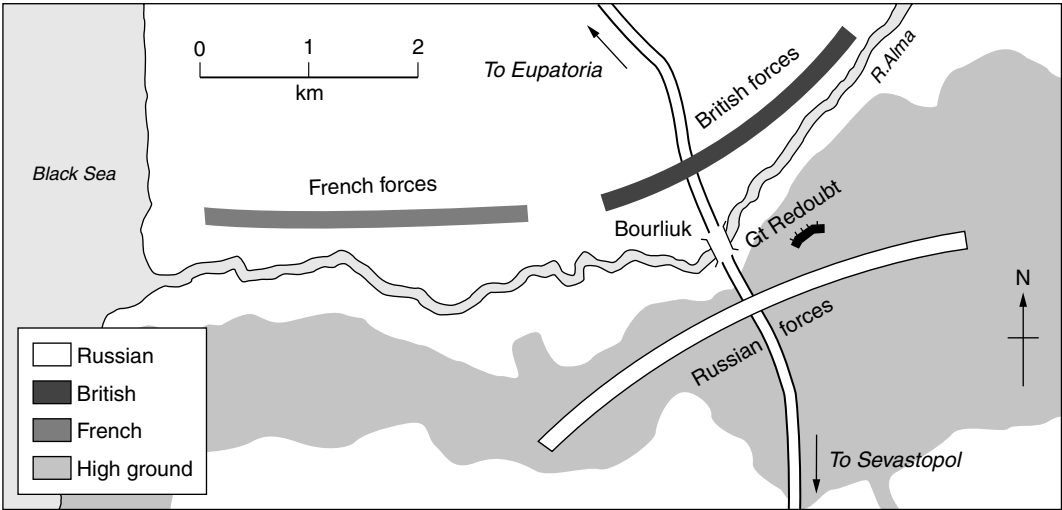 0 1 2
km
To Eupatoria
British forces
R.Alma
Black Sea
French forces
Bourliuk
Gt Redoubt
N
Russian forces
Russian
British
French
High ground
To Sevastopol